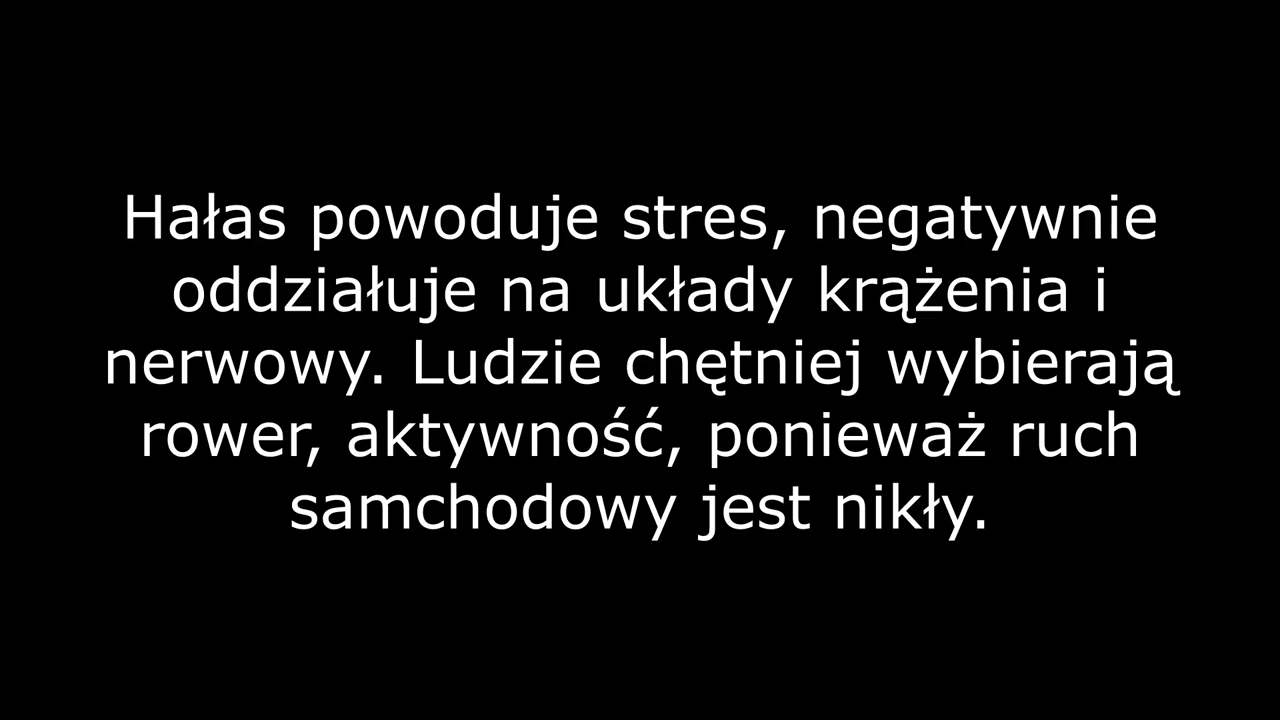 Hałas powoduje stres, negatywnie
oddziałuje na układy krążenia i
nerwowy. Ludzie chętniej wybierają
rower, aktywność, ponieważ ruch
samchodowy jest nikły.